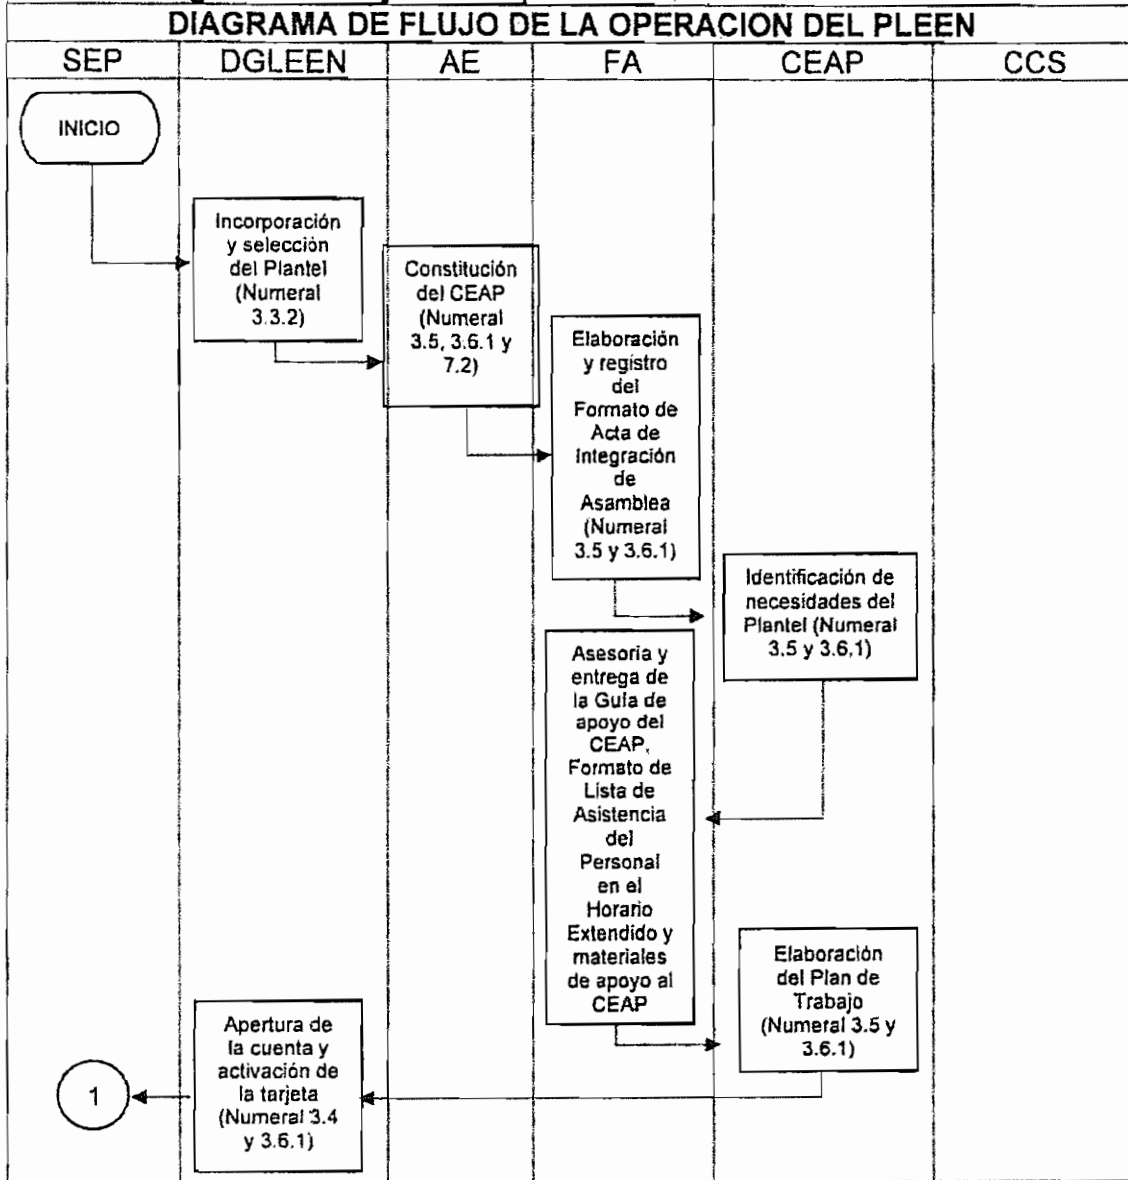 DIAGRAMA DE FLUJO DE LA OPERACION DEL PLEEN
SEP
DGLEEN
AE
FA
CEAP
CCS
INICIO
Incorporación
y selección
del Plantel
(Numeral
3.3.2)
Constitución
del CEAP
(Numeral
3.5, 3.6.1 y
7.2)
Elaboración
y registro
del
Formato de
Acta de
Integración
de
Asamblea
(Numeral
3.5 y 3.6.1)
Identificación de
necesidades del
Plantel (Numeral
3.5 y 3.6.1)
Asesoría y
entrega de
la Guía de
apoyo del
CEAP,
Formato de
Lista de
Asistencia
del
Personal
en el
Horario
Extendido y
materiales
de apoyo al
CEAP
Elaboración
del Plan de
Trabajo
(Numeral 3.5 y
3.6.1)
Apertura de
la cuenta y
activación de
la tarjeta
(Numeral 3.4
y 3.6.1)
1